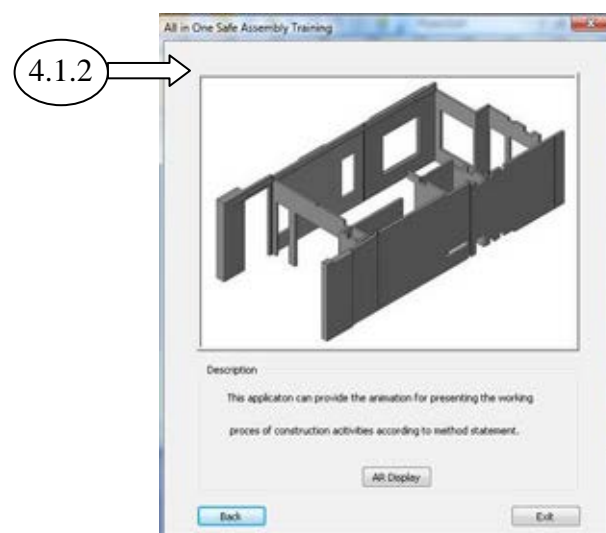 All in One Safe Assembly Training
4.1.2
Description
This applicaton can provide the animation for presenting the working
proces of construction activities according to method statement.
AR Display
Back
Exit